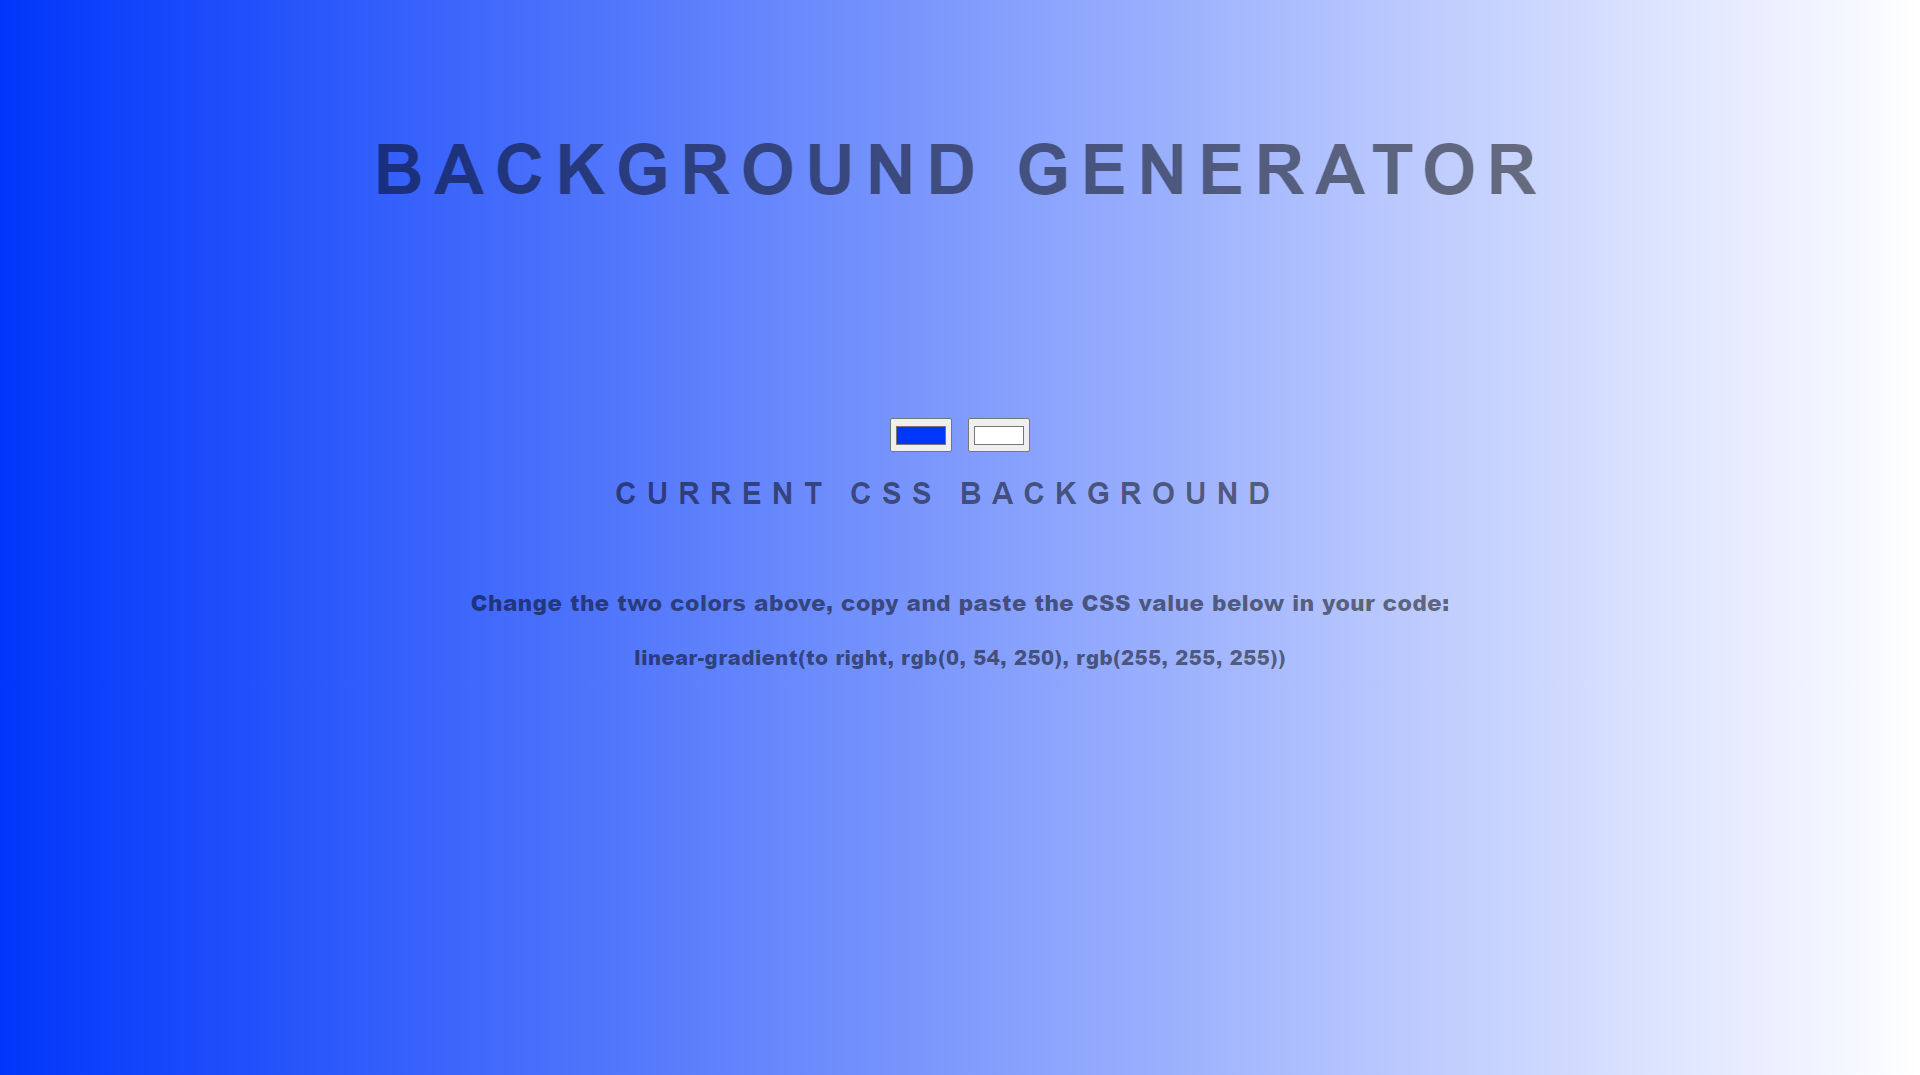 BACKGROUND GENERATOR
CURRENT CSS BACKGROUND
Change the two colors above, copy and paste the CSS value below in your code:
linear-gradient(to right, rgb(0, 54, 250), rgb(255, 255, 255))